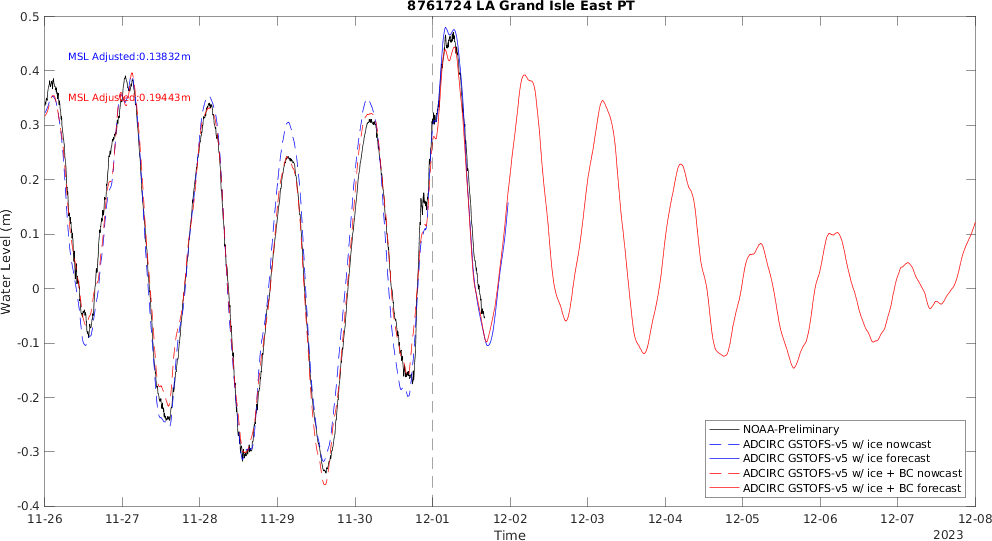 8761724 LA Grand Isle East PT
0.5
0.4
0.3
0.2
0.1
0
-0.1
-0.2
-0.3
-0.4
Water Level (m)
MSL Adjusted:0.13832m
MSL Adjusted:0.19443m
NOAA-Preliminary
ADCIRC GSTOFS-v5 w/ ice nowcast
ADCIRC GSTOFS-v5 w/ ice forecast
ADCIRC GSTOFS-v5 w/ ice + BC nowcast
ADCIRC GSTOFS-v5 w/ ice + BC forecast
11-26 11-27 11-28 11-29 11-30 12-01 12-02 12-03 12-04 12-05 12-06 12-07 12-08
Time
2023